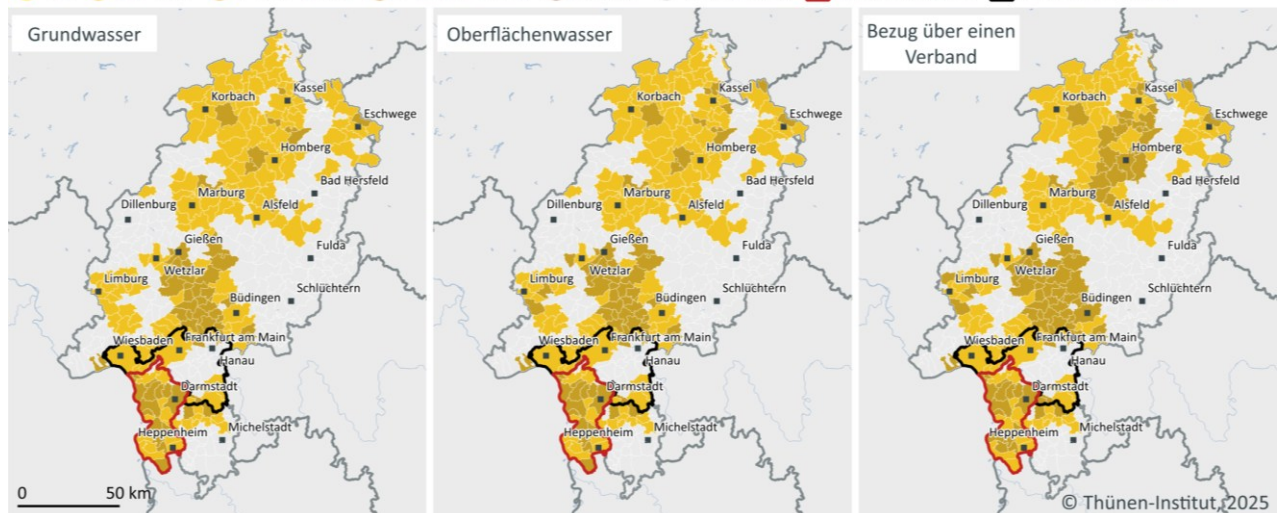 Grundwasser
Korbach
Kassel
Eschwege
Homberg
Bad Hersfeld
Marburg
Alsfeld
Dillenburg
Gießen
Fulda
Wetzlar
Limburg
Schlüchtern
Büdingen
Wiesbaden
Frankfurt am Main
Hanau
Darmstadt
Heppenheim
Michelstadt
0 50 km
Oberflächenwasser
Korbach
Kassel
Eschwege
Homberg
Bad Hersfeld
Marburg
Alsfeld
Dillenburg
Gießen
Fulda
Wetzlar
Limburg
Schlüchtern
Büdingen
Wiesbaden
Frankfurt am Main
Hanau
Darmstadt
Heppenheim
Michelstadt
Bezug über einen
Verband
Korbach
Kassel
Eschwege
Homberg
Bad Hersfeld
Marburg
Alsfeld
Dillenburg
Gießen
Fulda
Wetzlar
Limburg
Schlüchtern
Büdingen
Wiesbaden
Frankfurt am Main
Hanau
Darmstadt
Heppenheim
Michelstadt
© Thünen-Institut, 2025